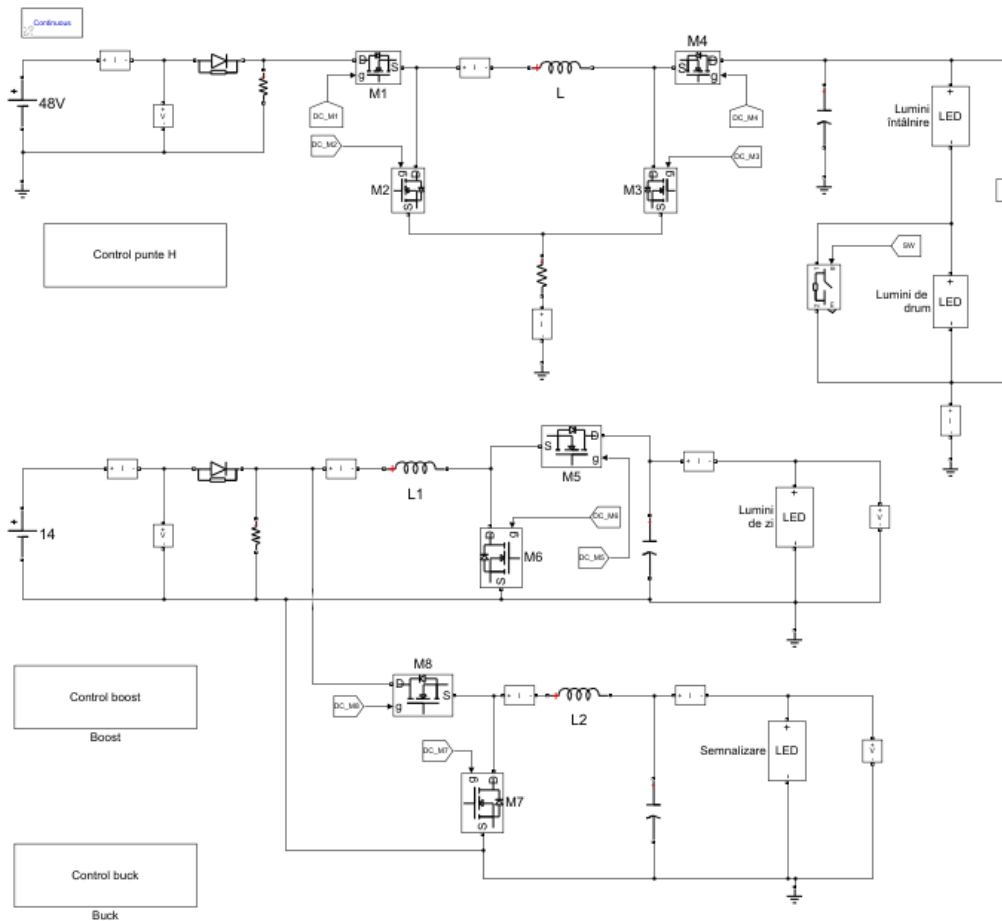 Continuous
48V
+ I -
+ V -
D
S
g
M1
DC_M1
DC_M2
M2
g
D
S
+ I -
L
M4
S
D
g
DC_M4
DC_M3
M3
g
D
S
+ I -
Lumini
întâlnire
+
LED
-
SW
Lumini de
drum
+
LED
-
+ I -
Control punte H
14
+ I -
+ V -
+ I -
L1
S
D
g
M5
DC_M6
DC_M5
g
D
S
M6
+ I -
Lumini
de zi
+
LED
-
+ V -
M8
D
S
g
DC_M8
DC_M7
g
D
S
M7
+ I -
L2
+ I -
Semnalizare
+
LED
-
+ V -
Control boost
Boost
Control buck
Buck